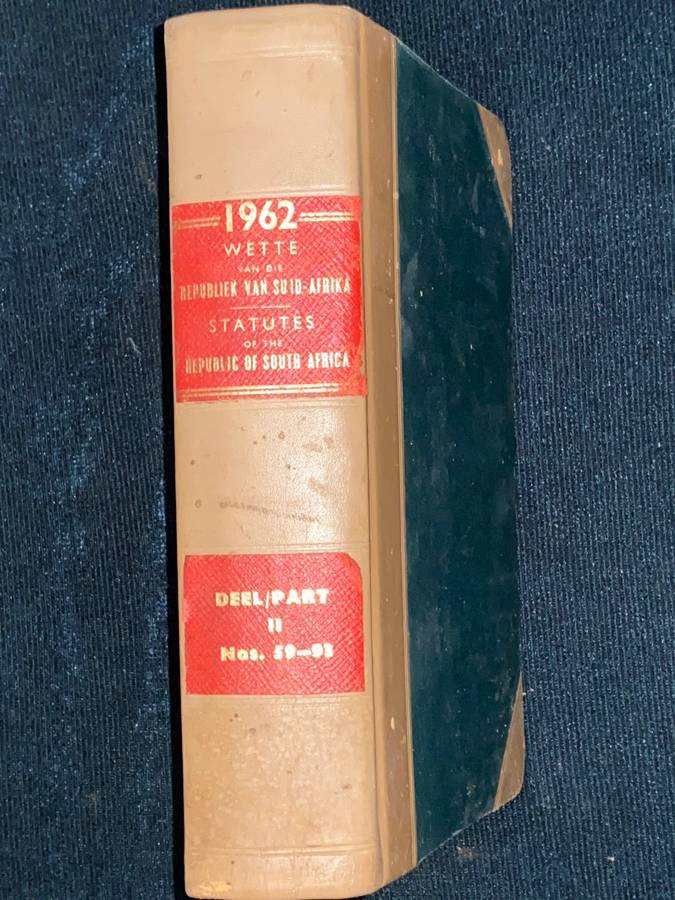 1962
WETTE
VAN DIE
REPUBLIEK VAN SUID-AFRIKA
STATUTES
OF THE
REPUBLIC OF SOUTH AFRICA
DEEL/PART
II
Nos. 59–93